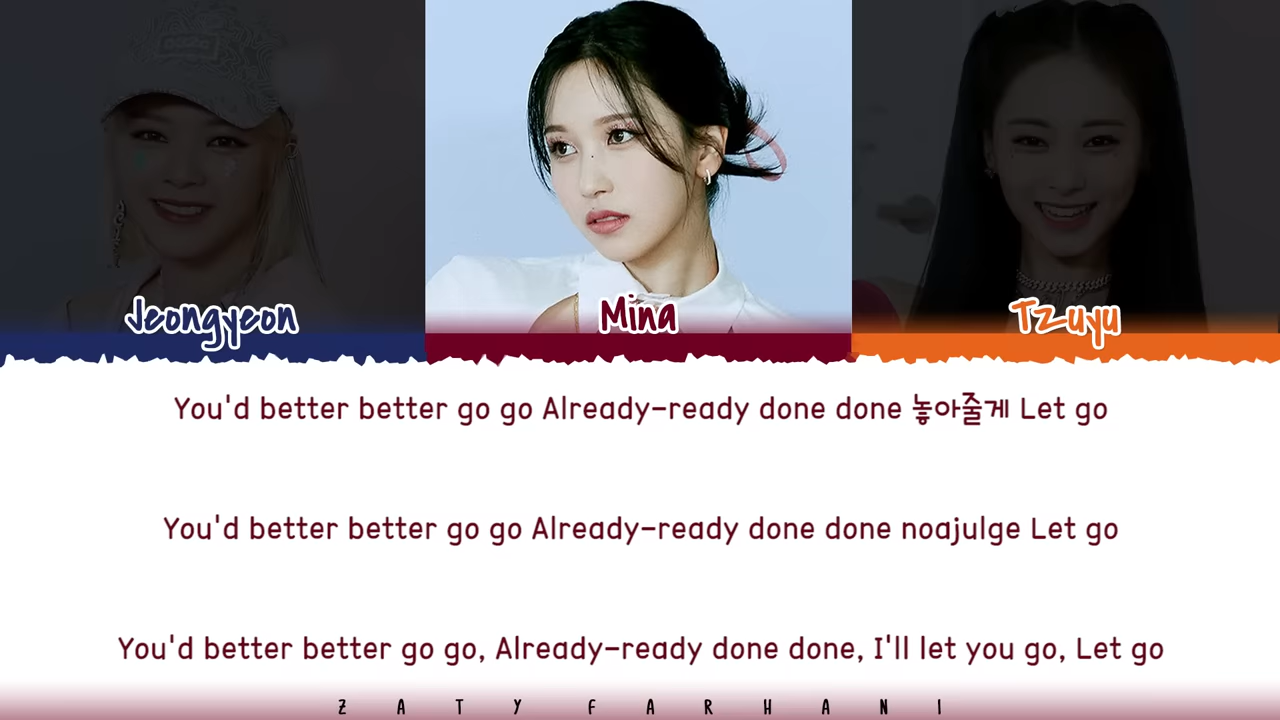 Jeongyeon
Mina
Tzuyu
You'd better better go go Already-ready done done 놓아줄게 Let go
You'd better better go go Already-ready done done noajulge Let go
You'd better better go go, Already-ready done done, I'll let you go, Let go
ZATY FARHANI